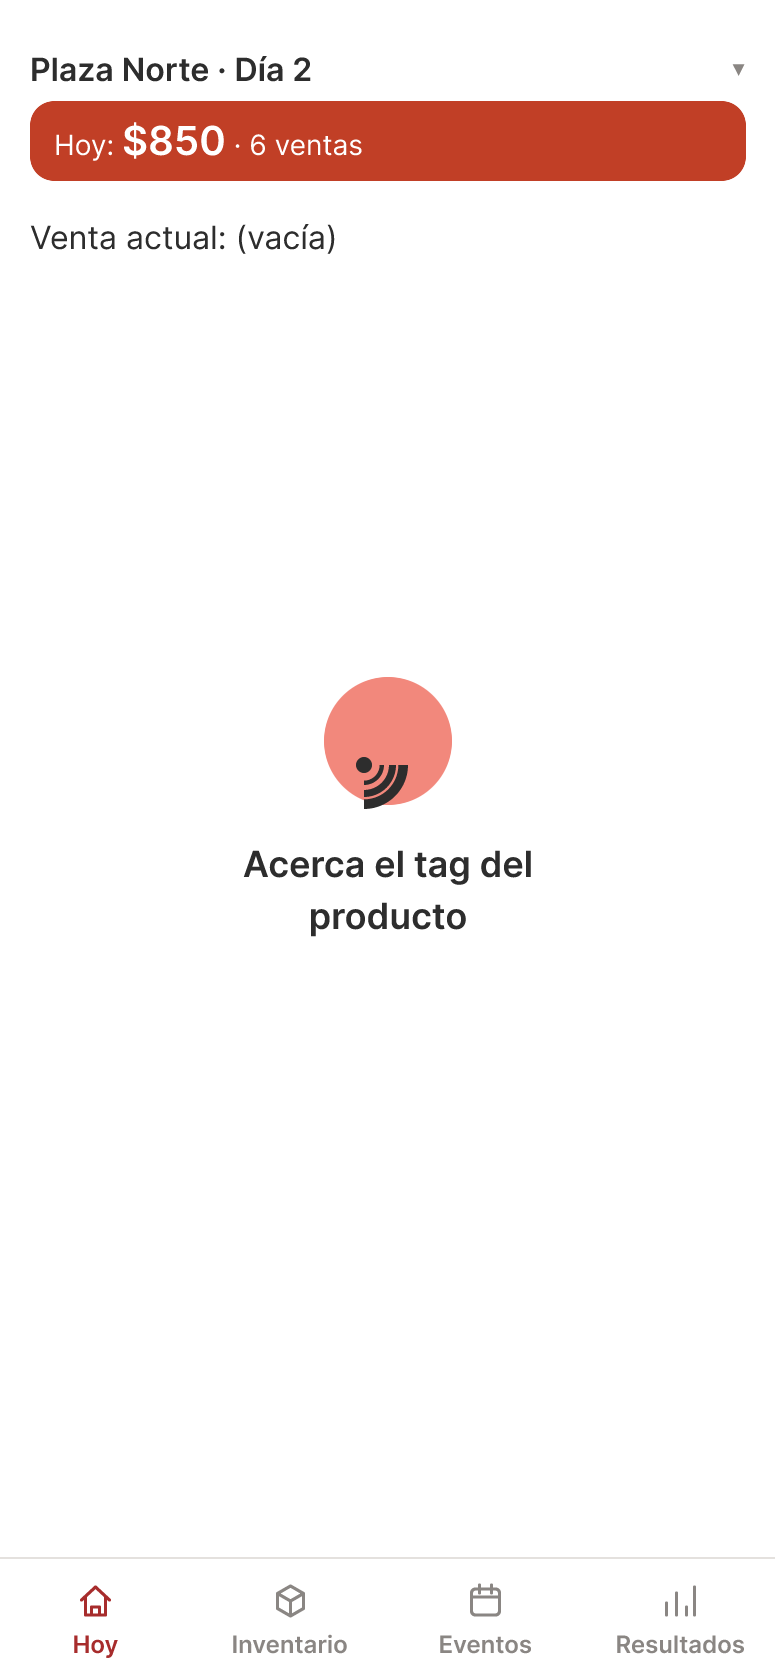 Plaza Norte · Día 2 ▼
Hoy: $850 · 6 ventas
Venta actual: (vacía)
Acerca el tag del
producto
Hoy Inventario Eventos Resultados